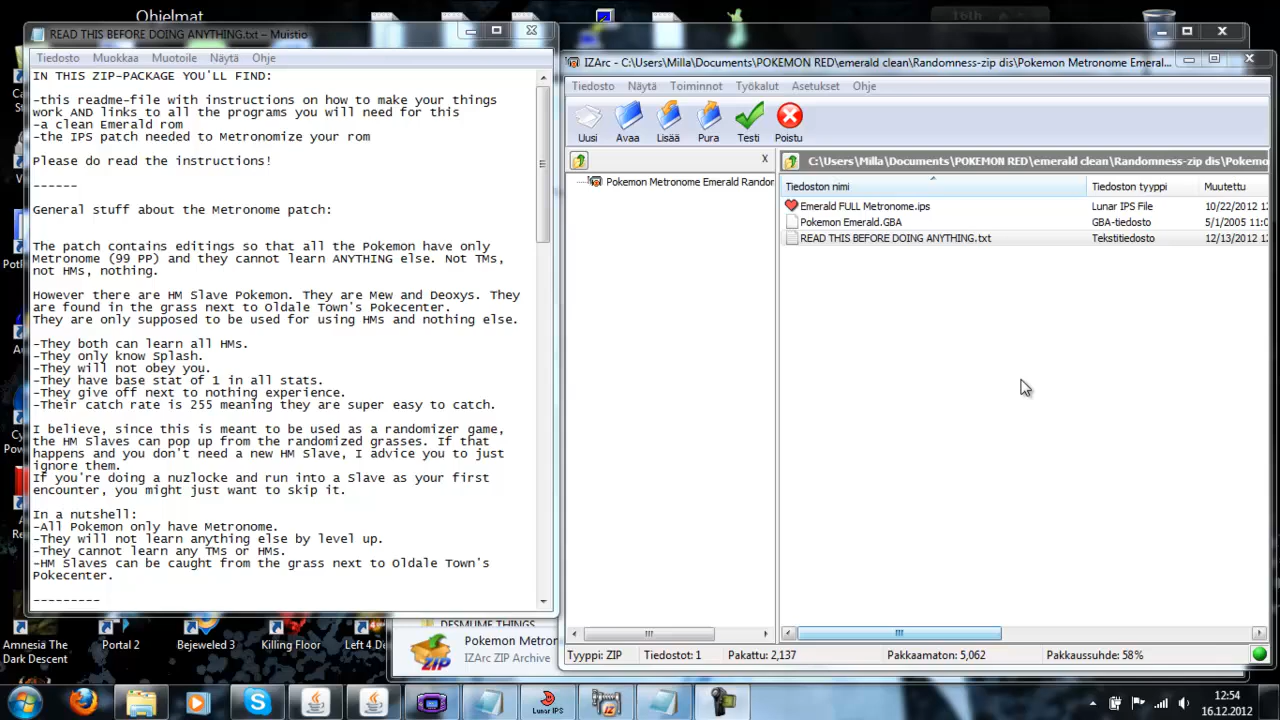 Ohjelmat
16th
READ THIS BEFORE DOING ANYTHING.txt – Muistio
Tiedosto Muokkaa Muotoile Näytä Ohje
IN THIS ZIP-PACKAGE YOU'LL FIND:
-this readme-file with instructions on how to make your things
work AND links to all the programs you will need for this
-a clean Emerald rom
-the IPS patch needed to Metronomize your rom
Please do read the instructions!
------
General stuff about the Metronome patch:
The patch contains editings so that all the Pokemon have only
Metronome (99 PP) and they cannot learn ANYTHING else. Not TMs,
not HMs, nothing.
However there are HM Slave Pokemon. They are Mew and Deoxys. They
are found in the grass next to Oldale Town's Pokecenter.
They are only supposed to be used for using HMs and nothing else.
-They both can learn all HMs.
-They only know Splash.
-They will not obey you.
-They have base stat of 1 in all stats.
-They give off next to nothing experience.
-Their catch rate is 255 meaning they are super easy to catch.
I believe, since this is meant to be used as a randomizer game,
the HM Slaves can pop up from the randomized grasses. If that
happens and you don't need a new HM Slave, I advice you to just
ignore them.
If you're doing a nuzlocke and run into a Slave as your first
encounter, you might just want to skip it.
In a nutshell:
-All Pokemon only have Metronome.
-They will not learn anything else by level up.
-They cannot learn any TMs or HMs.
-HM Slaves can be caught from the grass next to Oldale Town's
Pokecenter.
---------
IZArc - C:\Users\Milla\Documents\POKEMON RED\emerald clean\Randomness-zip dis\Pokemon Metronome Emeral...
Tiedosto Näytä Toiminnot Työkalut Asetukset Ohje
Uusi Avaa Lisää Pura Testi Poistu
x
C:\Users\Milla\Documents\POKEMON RED\emerald clean\Randomness-zip dis\Pokemo
Pokemon Metronome Emerald Randor
Tiedoston nimi Tiedoston tyyppi Muutettu
Emerald FULL Metronome.ips Lunar IPS File 10/22/2012 12
Pokemon Emerald.GBA GBA-tiedosto 5/1/2005 11:0
READ THIS BEFORE DOING ANYTHING.txt Tekstitiedosto 12/13/2012 12
Tyyppi: ZIP Tiedostot: 1 Pakattu: 2,137 Pakkaamaton: 5,062 Pakkaussuhde: 58%
DESMUME THINGS
Pokemon Metror
IZArc ZIP Archive
ZIP
Amnesia The
Dark Descent
Portal 2
Bejeweled 3
Killing Floor
Left 4 D
Lunar IPS
12:54
16.12.2012